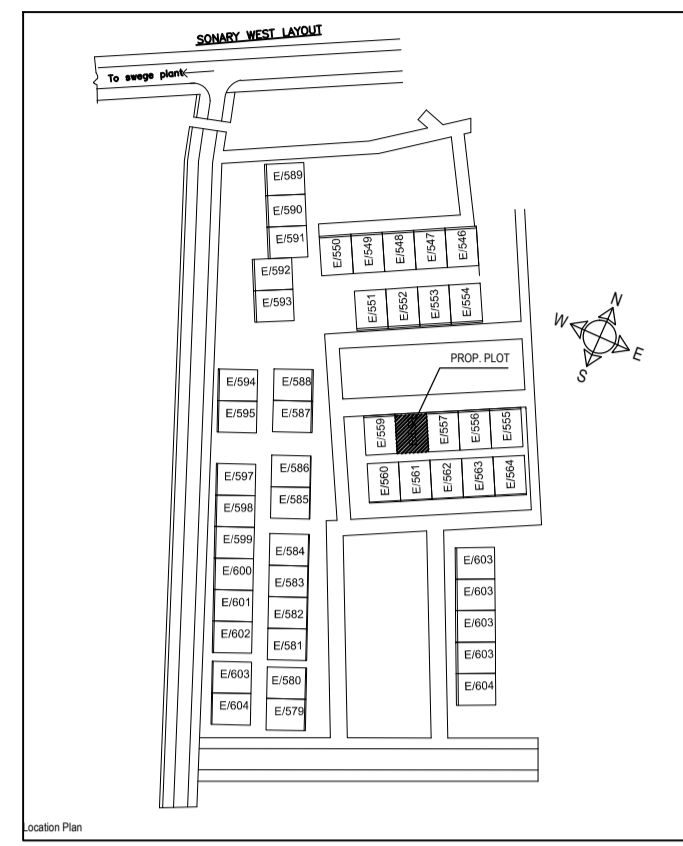 SONARY WEST LAYOUT
To swege plant
E/589
E/590
E/591
E/592
E/593
E/550
E/549
E/548
E/547
E/546
E/551
E/552
E/553
E/554
N
W
E
S
PROP. PLOT
E/594
E/588
E/595
E/587
E/559
E/557
E/556
E/555
E/560
E/561
E/562
E/563
E/564
E/586
E/597
E/585
E/598
E/599
E/584
E/600
E/583
E/601
E/582
E/602
E/581
E/603
E/580
E/604
E/579
E/603
E/603
E/603
E/603
E/604
Location Plan